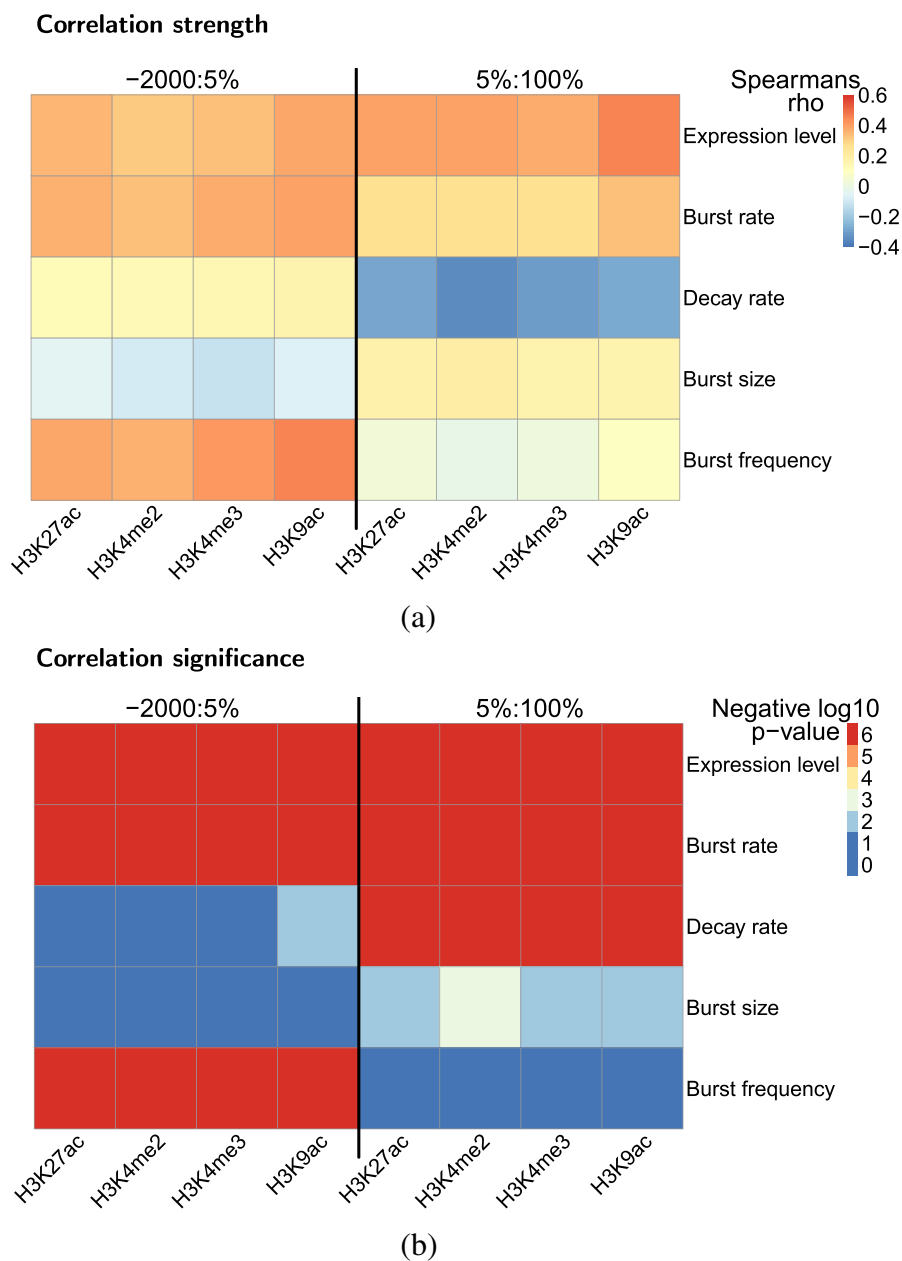 Correlation strength
−2000:5% 5%:100% Spearmans
rho
0.6
0.4
0.2
0
−0.2
−0.4
Expression level
Burst rate
Decay rate
Burst size
Burst frequency
H3K27ac H3K4me2 H3K4me3 H3K9ac H3K27ac H3K4me2 H3K4me3 H3K9ac
(a)
Correlation significance
−2000:5% 5%:100% Negative log10
p−value
6
5
4
3
2
1
0
Expression level
Burst rate
Decay rate
Burst size
Burst frequency
H3K27ac H3K4me2 H3K4me3 H3K9ac H3K27ac H3K4me2 H3K4me3 H3K9ac
(b)